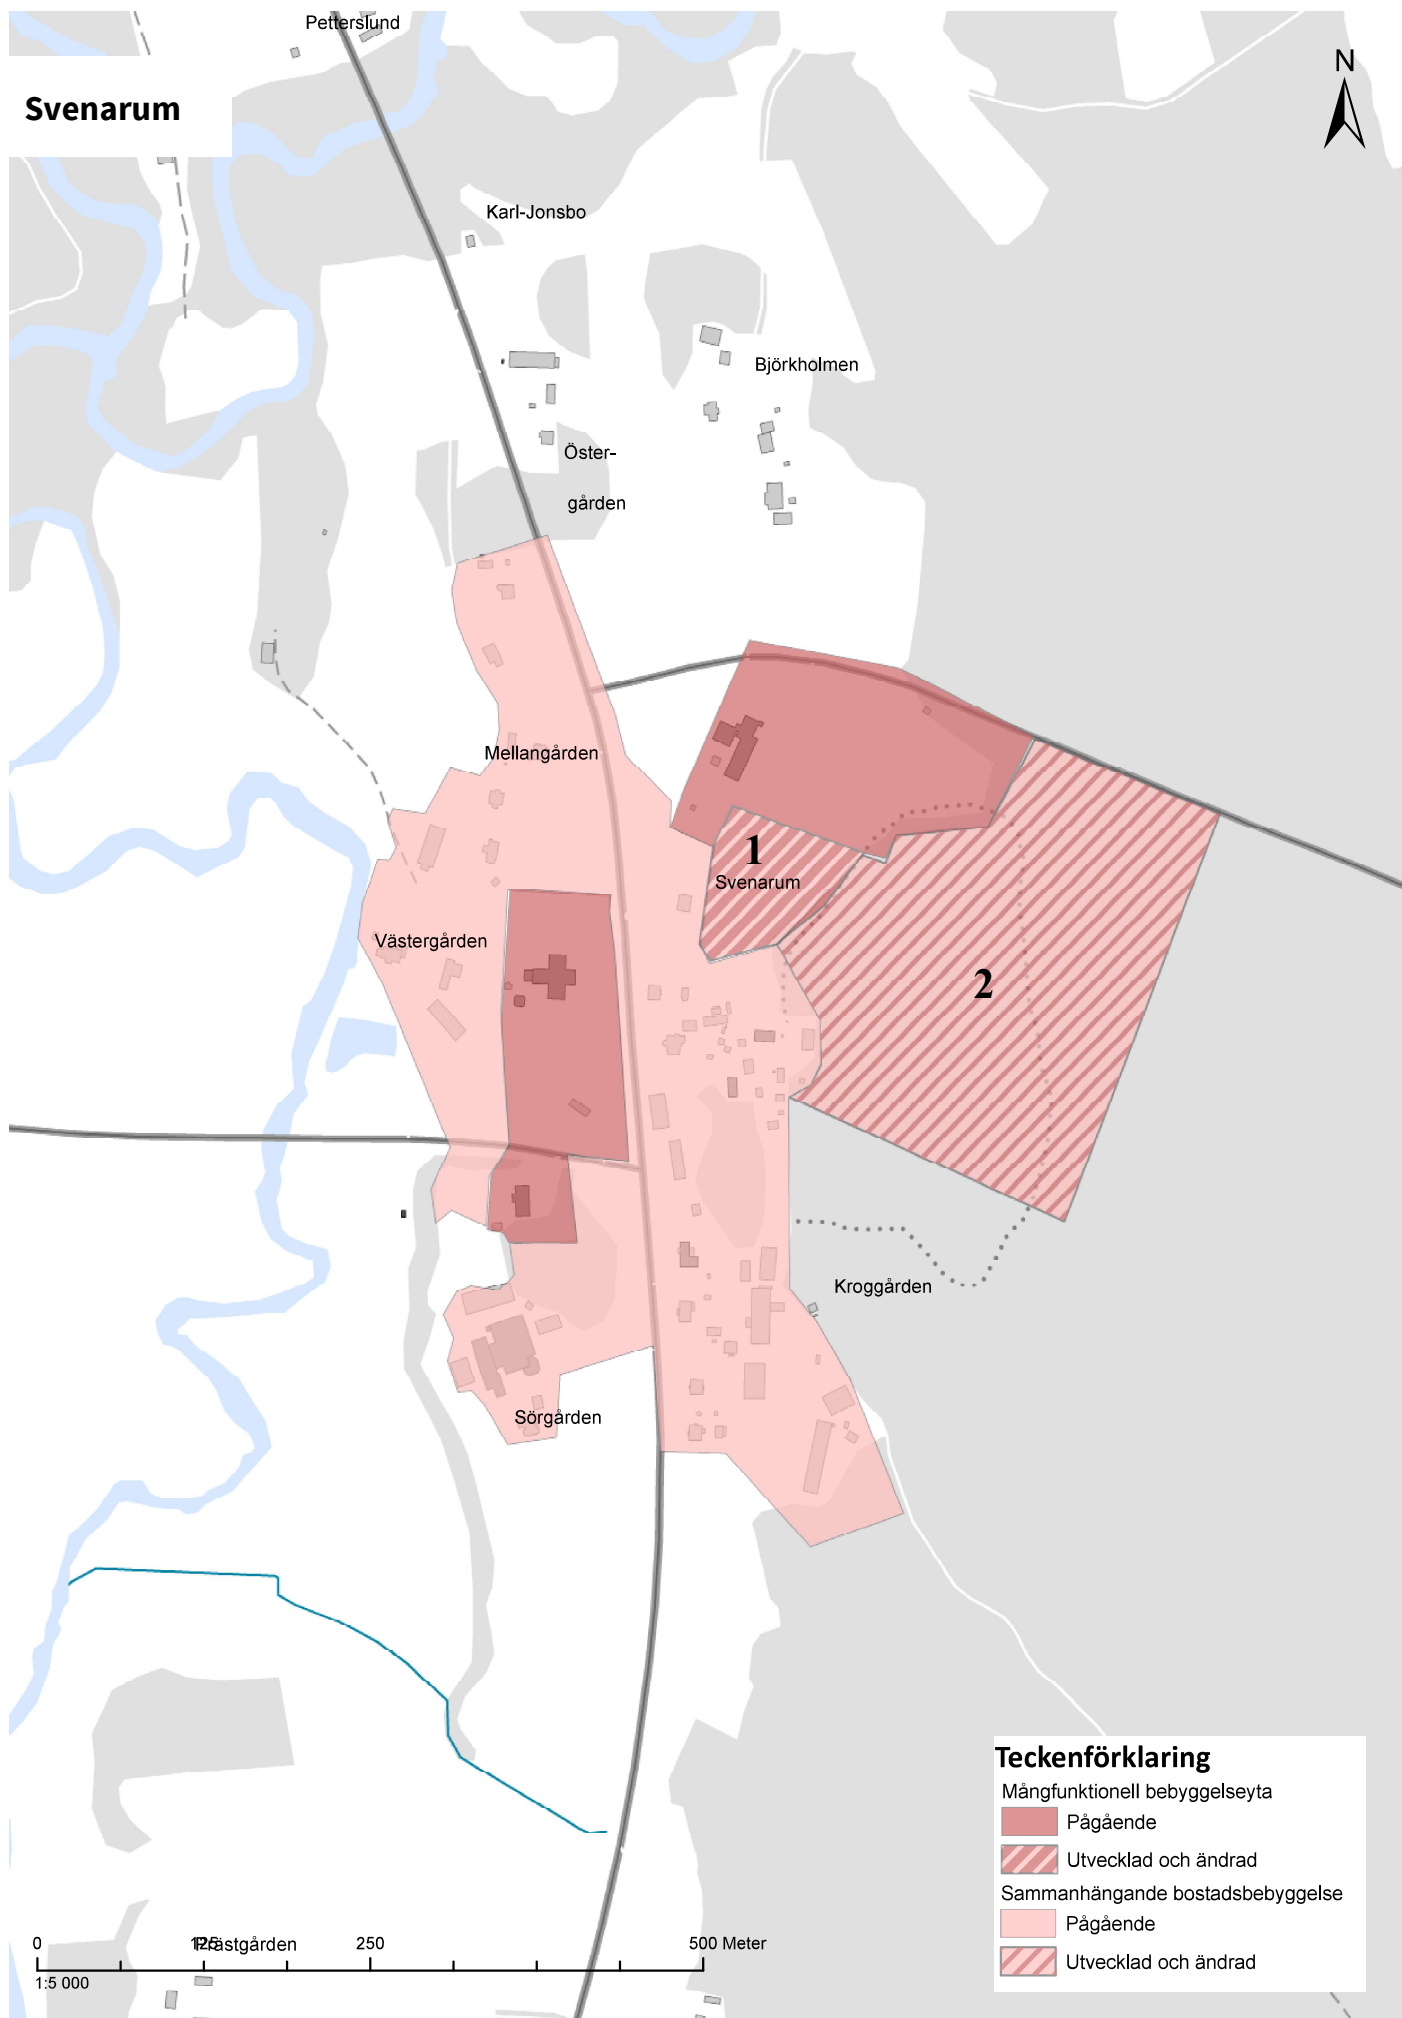 Petterslund
N
Svenarum
Karl-Jonsbo
Björkholmen
Öster-
gården
Mellangården
1
Svenarum
Västergården
2
Kroggården
Sörgården
Teckenförklaring
Mångfunktionell bebyggelseyta
Pågående
Utvecklad och ändrad
Sammanhängande bostadsbebyggelse
Pågående
Utvecklad och ändrad
Prästgården
0 125 250 500 Meter
1:5 000